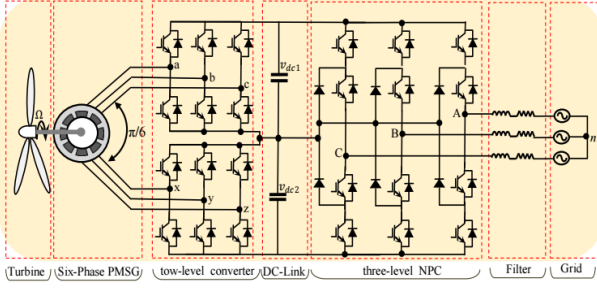 a
b
c
v_dc1
Ω
π/6
A
B
n
C
x
y
z
v_dc2
Turbine
Six-Phase PMSG
tow-level converter
DC-Link
three-level NPC
Filter
Grid